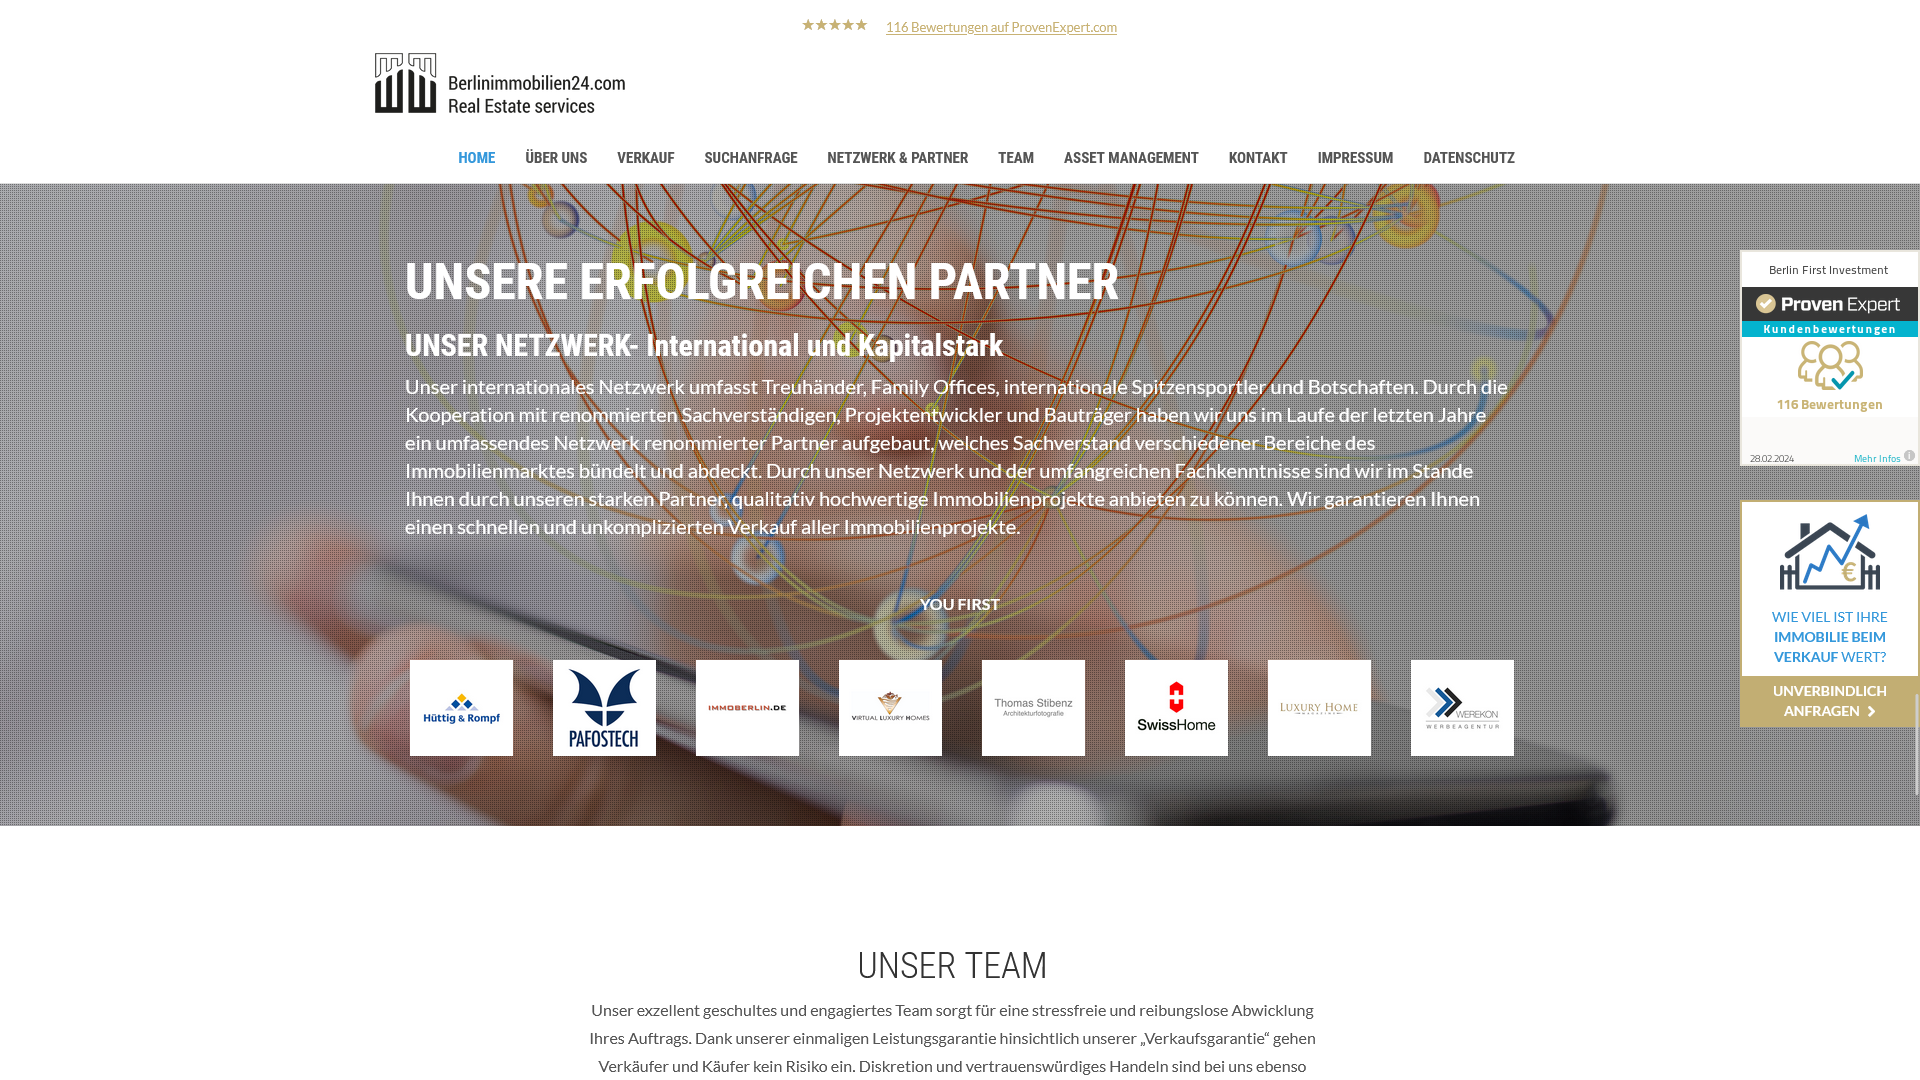 116 Bewertungen auf ProvenExpert.com
Berlinimmobilien24.com
Real Estate services
HOME ÜBER UNS VERKAUF SUCHANFRAGE NETZWERK & PARTNER TEAM ASSET MANAGEMENT KONTAKT IMPRESSUM DATENSCHUTZ
UNSERE ERFOLGREICHEN PARTNER
UNSER NETZWERK- International und Kapitalstark
Unser internationales Netzwerk umfasst Treuhänder, Family Offices, internationale Spitzensportler und Botschaften. Durch die
Kooperation mit renommierten Sachverständigen, Projektentwickler und Bauträger haben wir uns im Laufe der letzten Jahre
ein umfassendes Netzwerk renommierter Partner aufgebaut, welches Sachverstand verschiedener Bereiche des
Immobilienmarktes bündelt und abdeckt. Durch unser Netzwerk und der umfangreichen Fachkenntnisse sind wir im Stande
Ihnen durch unseren starken Partner, qualitativ hochwertige Immobilienprojekte anbieten zu können. Wir garantieren Ihnen
einen schnellen und unkomplizierten Verkauf aller Immobilienprojekte.
YOU FIRST
Hüttig & Rompf
PAFOSTECH
IMMOBERLIN.DE
VIRTUAL LUXURY HOMES
Thomas Stibenz
Architekturfotografie
SwissHome
LUXURY HOME
WEREKON
WERBEAGENTUR
Berlin First Investment
Proven Expert
Kundenbewertungen
116 Bewertungen
28.02.2024 Mehr Infos
WIE VIEL IST IHRE
IMMOBILIE BEIM
VERKAUF WERT?
UNVERBINDLICH
ANFRAGEN
UNSER TEAM
Unser exzellent geschultes und engagiertes Team sorgt für eine stressfreie und reibungslose Abwicklung
Ihres Auftrags. Dank unserer einmaligen Leistungsgarantie hinsichtlich unserer „Verkaufsgarantie“ gehen
Verkäufer und Käufer kein Risiko ein. Diskretion und vertrauenswürdiges Handeln sind bei uns ebenso